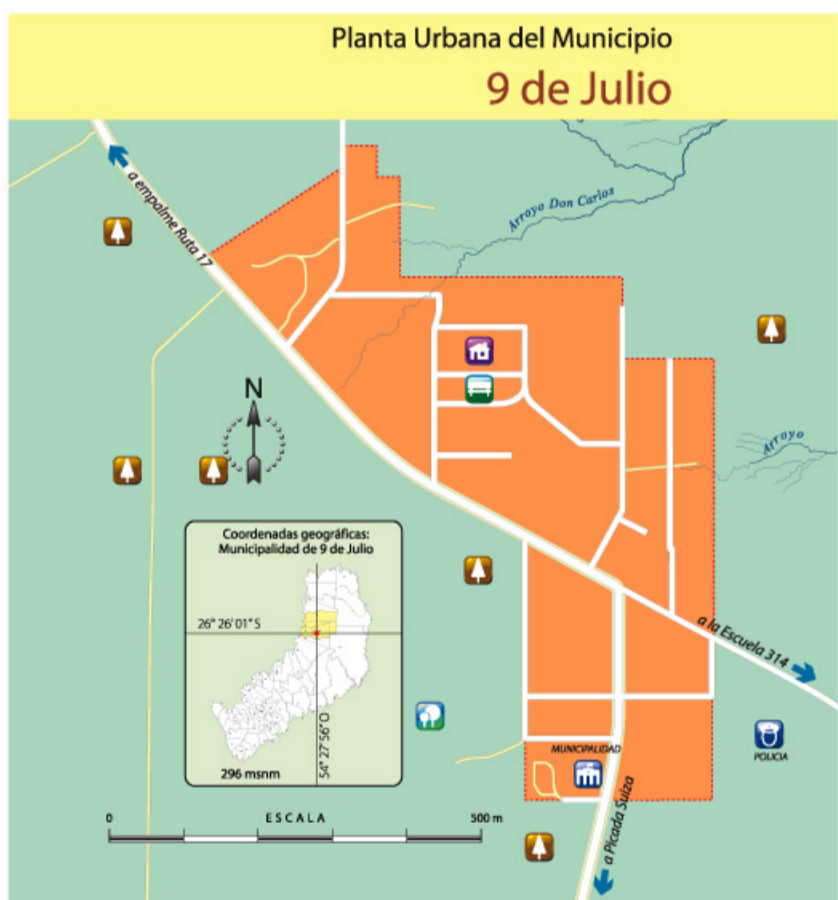 Planta Urbana del Municipio
9 de Julio
a empalme Ruta 17
Arroyo Don Carlos
N
Arroyo
Coordenadas geográficas:
Municipalidad de 9 de Julio
26° 26' 01" S
54° 27' 56" O
296 msnm
a la Escuela 314
MUNICIPALIDAD
POLICIA
a Picada Suiza
0
ESCALA
500 m